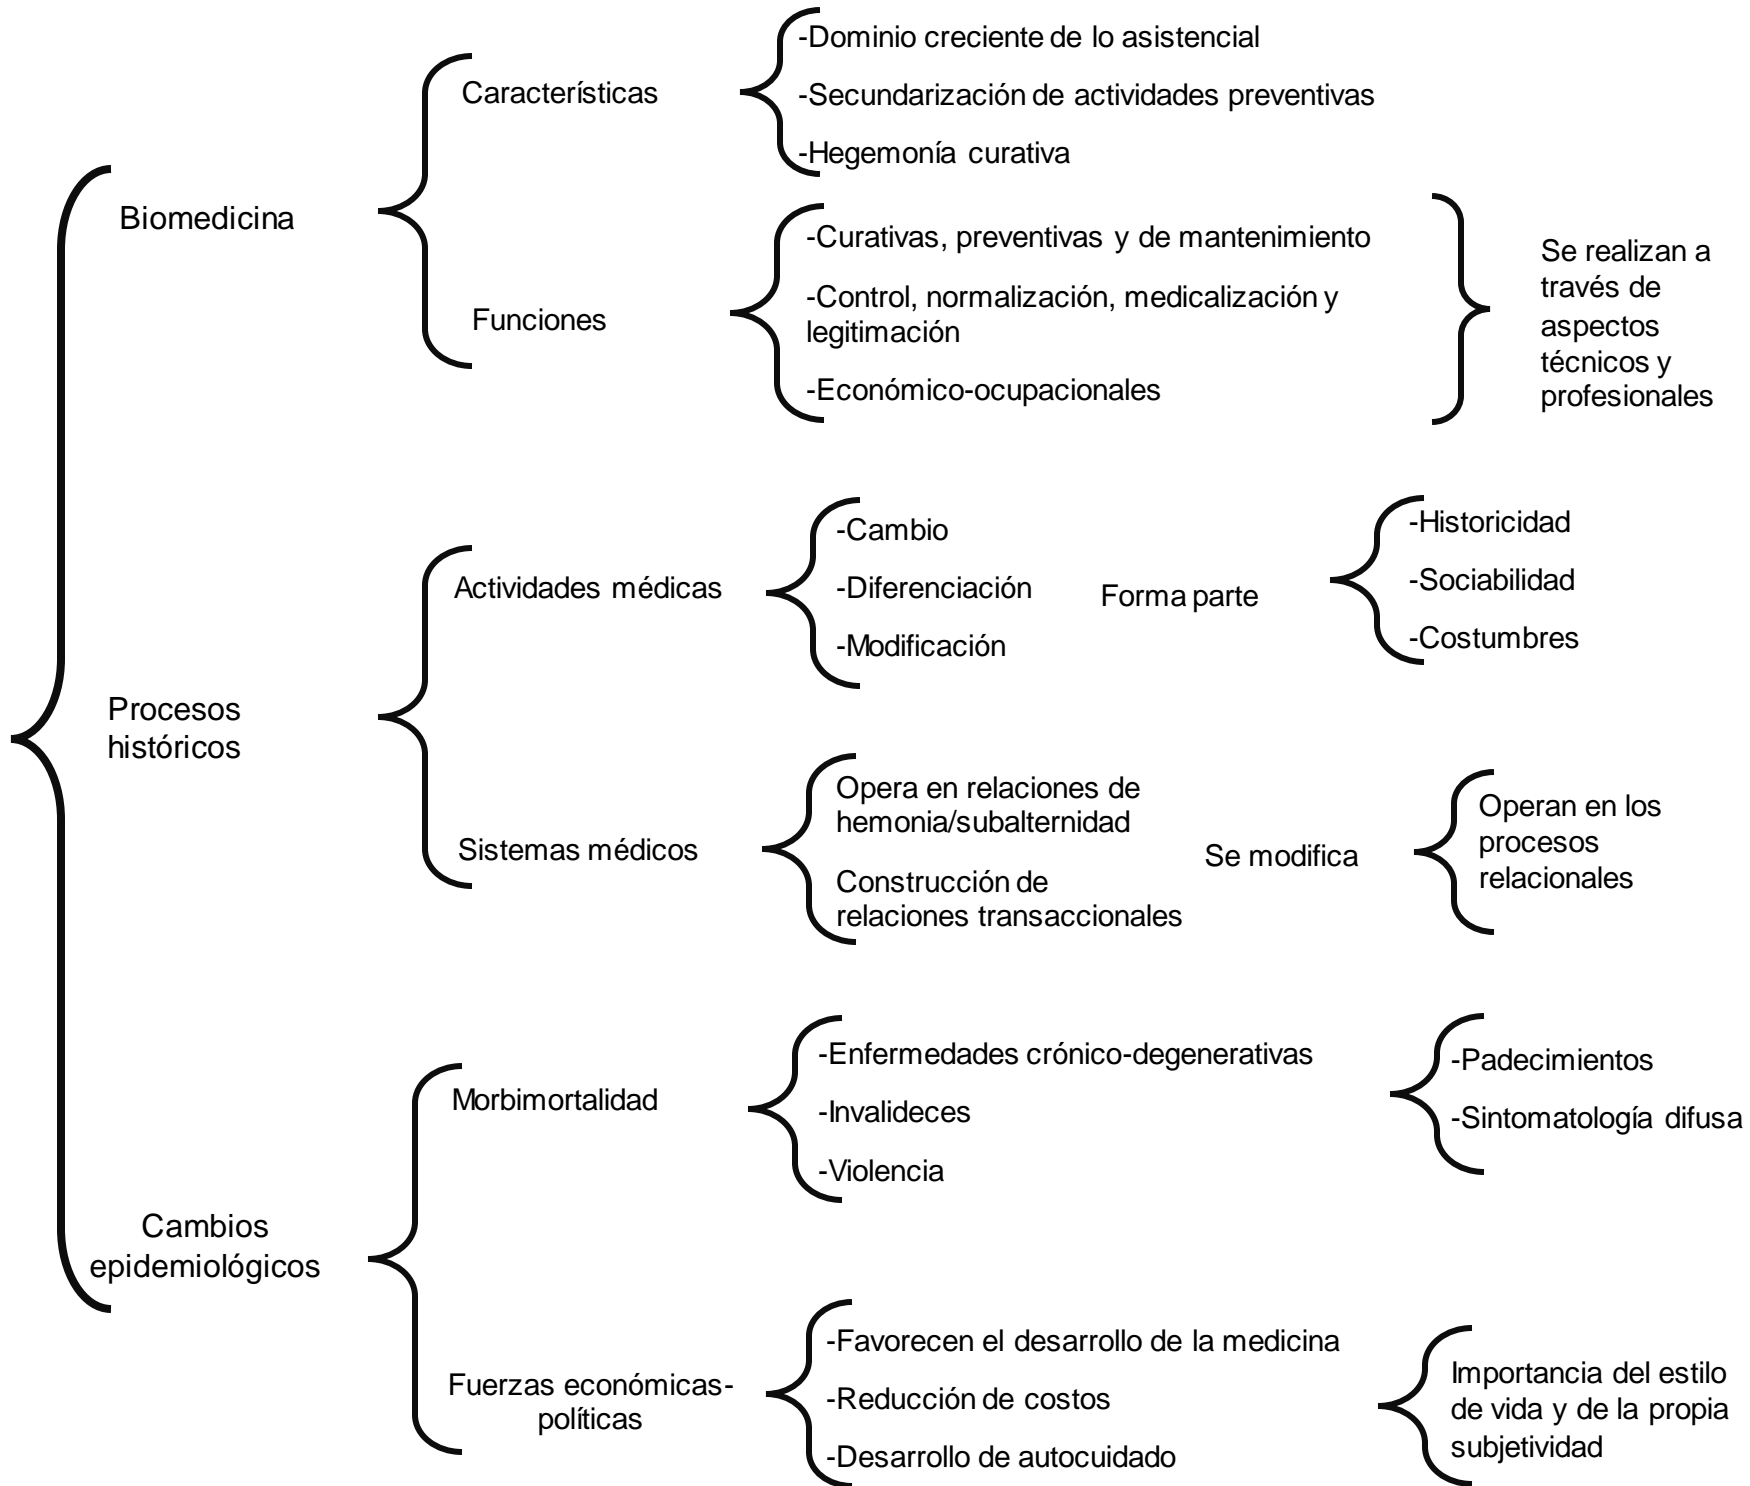 Biomedicina
Características
-Dominio creciente de lo asistencial
-Secundarización de actividades preventivas
-Hegemonía curativa
Funciones
-Curativas, preventivas y de mantenimiento
-Control, normalización, medicalización y
legitimación
-Económico-ocupacionales
Se realizan a
través de
aspectos
técnicos y
profesionales
Procesos
históricos
Actividades médicas
-Cambio
-Diferenciación
-Modificación
Forma parte
-Historicidad
-Sociabilidad
-Costumbres
Sistemas médicos
Opera en relaciones de
hemonia/subalternidad
Construcción de
relaciones transaccionales
Se modifica
Operan en los
procesos
relacionales
Cambios
epidemiológicos
Morbimortalidad
-Enfermedades crónico-degenerativas
-Invalideces
-Violencia
-Padecimientos
-Sintomatología difusa
Fuerzas económicas-
políticas
-Favorecen el desarrollo de la medicina
-Reducción de costos
-Desarrollo de autocuidado
Importancia del estilo
de vida y de la propia
subjetividad